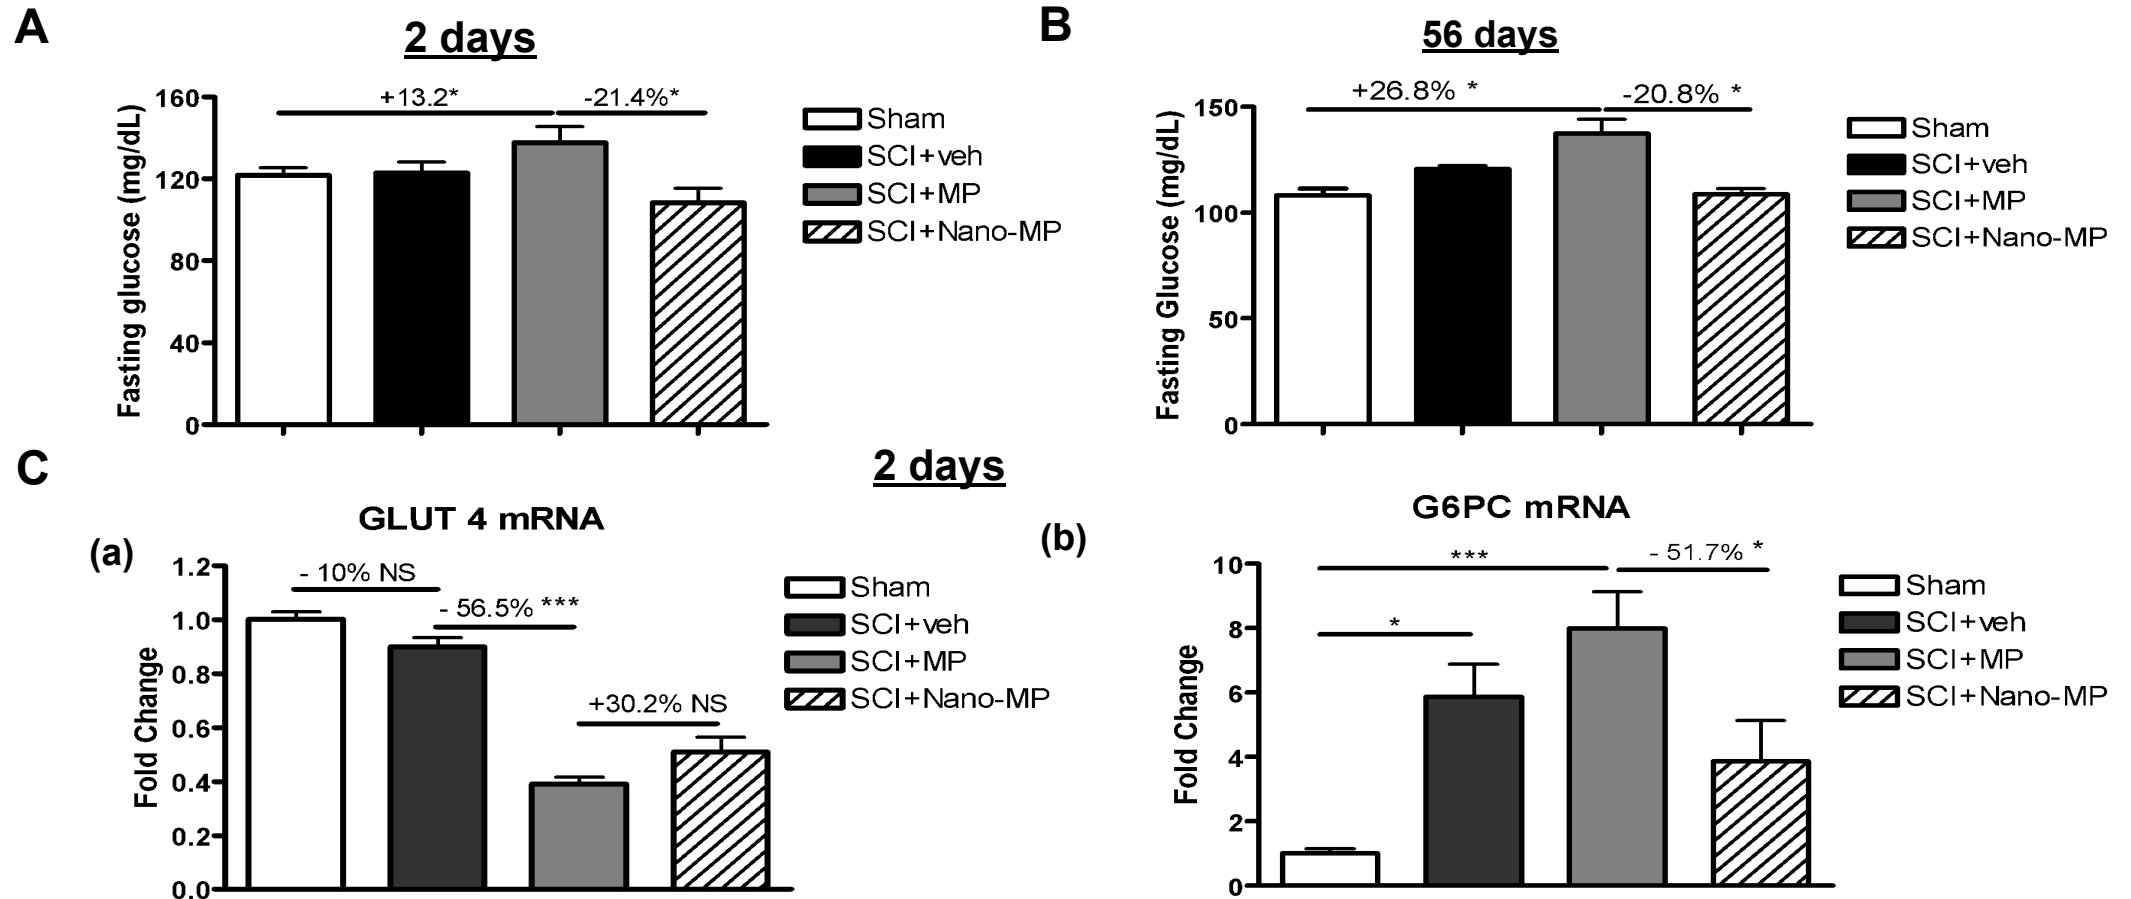 A
2 days
160
120
80
40
0
Fasting glucose (mg/dL)
+13.2*
-21.4%*
Sham
SCI+veh
SCI+MP
SCI+Nano-MP
B
56 days
150
100
50
0
Fasting Glucose (mg/dL)
+26.8% *
-20.8% *
Sham
SCI+veh
SCI+MP
SCI+Nano-MP
C
2 days
(a)
GLUT 4 mRNA
1.2
1.0
0.8
0.6
0.4
0.2
0.0
Fold Change
- 10% NS
- 56.5% ***
+30.2% NS
Sham
SCI+veh
SCI+MP
SCI+Nano-MP
(b)
G6PC mRNA
10
8
6
4
2
0
Fold Change
***
- 51.7% *
*
Sham
SCI+veh
SCI+MP
SCI+Nano-MP